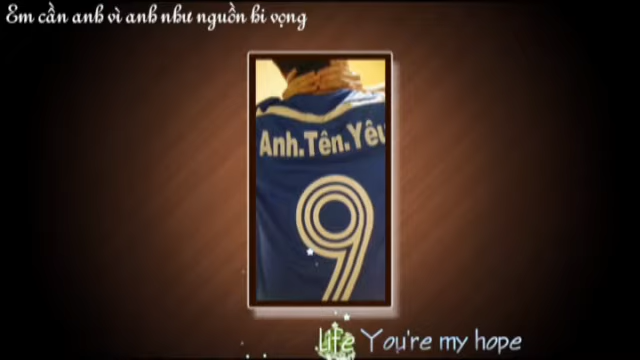 Em cần anh vì anh như nguồn hi vọng
Anh.Tên.Yêu
9
life You're my hope